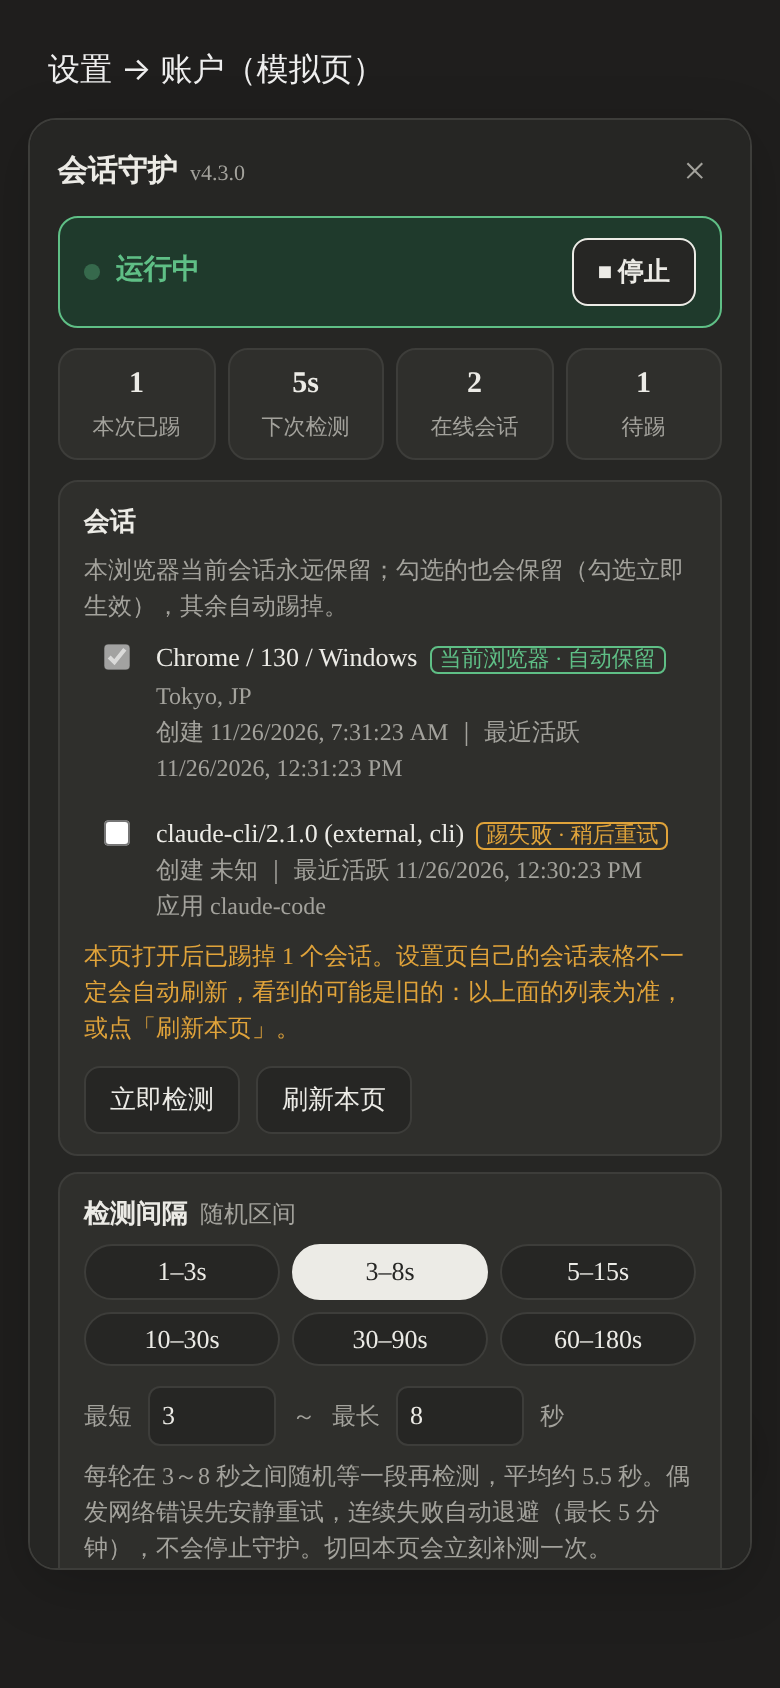 设置 → 账户（模拟页）
会话守护 v4.3.0
×
运行中
■ 停止
1
本次已踢
5s
下次检测
2
在线会话
1
待踢
会话
本浏览器当前会话永远保留；勾选的也会保留（勾选立即
生效），其余自动踢掉。
Chrome / 130 / Windows 当前浏览器 · 自动保留
Tokyo, JP
创建 11/26/2026, 7:31:23 AM ｜ 最近活跃
11/26/2026, 12:31:23 PM
claude-cli/2.1.0 (external, cli) 踢失败 · 稍后重试
创建 未知 ｜ 最近活跃 11/26/2026, 12:30:23 PM
应用 claude-code
本页打开后已踢掉 1 个会话。设置页自己的会话表格不一
定会自动刷新，看到的可能是旧的：以上面的列表为准，
或点「刷新本页」。
立即检测 刷新本页
检测间隔 随机区间
1–3s 3–8s 5–15s
10–30s 30–90s 60–180s
最短 3 ～ 最长 8 秒
每轮在 3～8 秒之间随机等一段再检测，平均约 5.5 秒。偶
发网络错误先安静重试，连续失败自动退避（最长 5 分
钟），不会停止守护。切回本页会立刻补测一次。